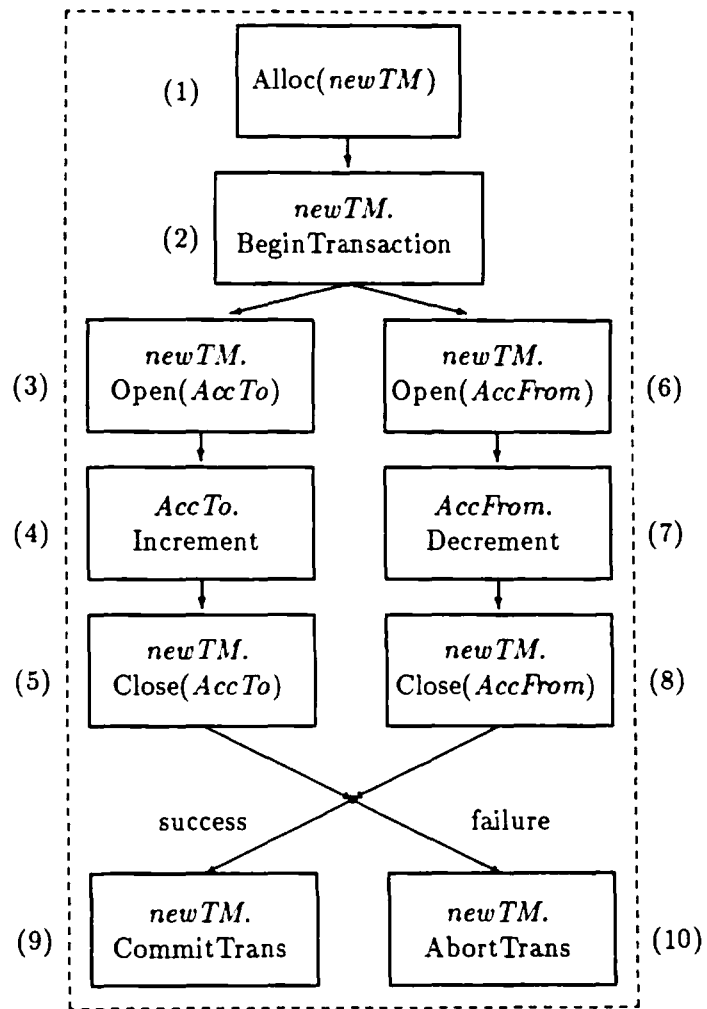 (1)
Alloc(newTM)
(2)
newTM.
BeginTransaction
(3)
newTM.
Open(AccTo)
newTM.
Open(AccFrom)
(6)
(4)
AccTo.
Increment
AccFrom.
Decrement
(7)
(5)
newTM.
Close(AccTo)
newTM.
Close(AccFrom)
(8)
success
failure
(9)
newTM.
CommitTrans
newTM.
AbortTrans
(10)